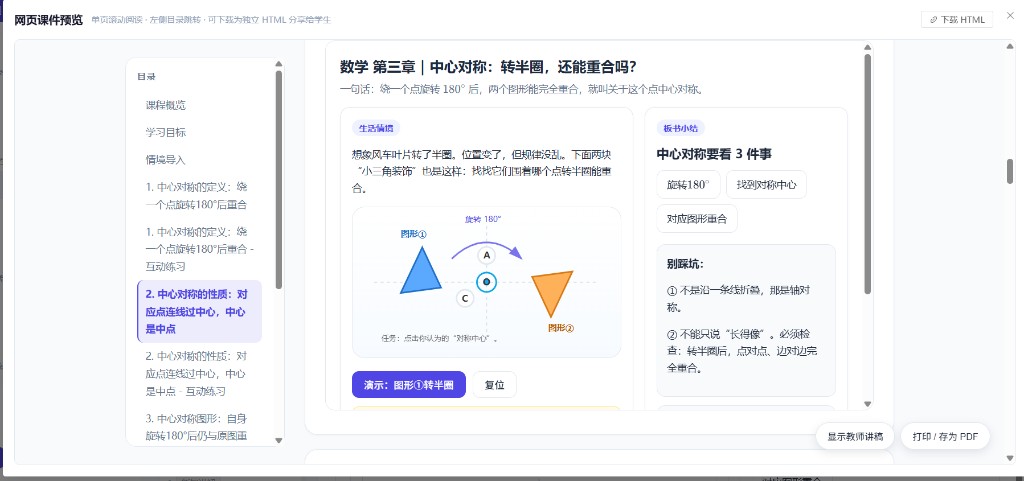 网页课件预览 单页滚动阅读 · 左侧目录跳转 · 可下载为独立 HTML 分享给学生
下载 HTML
目录
课程概览
学习目标
情境导入
1. 中心对称的定义：绕
一个点旋转180°后重合
1. 中心对称的定义：绕
一个点旋转180°后重合 -
互动练习
2. 中心对称的性质：对
应点连线过中心，中心
是中点
2. 中心对称的性质：对
应点连线过中心，中心
是中点 - 互动练习
3. 中心对称图形：自身
旋转180°后仍与原图重
数学 第三章｜中心对称：转半圈，还能重合吗？
一句话：绕一个点旋转 180° 后，两个图形能完全重合，就叫关于这个点中心对称。
生活情境
想象风车叶片转了半圈。位置变了，但规律没乱。下面两块
“小三角装饰”也是这样：找找它们围着哪个点转半圈能重
合。
旋转 180°
图形①
A
C
图形②
任务：点击你认为的“对称中心”。
演示：图形①转半圈
复位
板书小结
中心对称要看 3 件事
旋转180°
找到对称中心
对应图形重合
别踩坑：
① 不是沿一条线折叠，那是轴对
称。
② 不能只说“长得像”。必须检
查：转半圈后，点对点、边对边完
全重合。
显示教师讲稿
打印 / 存为 PDF